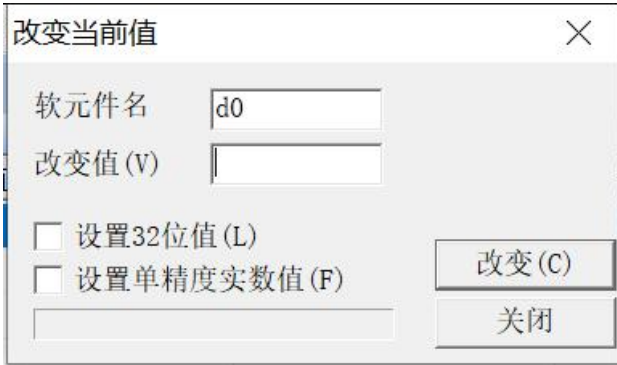 改变当前值
软元件名 d0
改变值(V)
设置32位值(L)
设置单精度实数值(F)
改变(C)
关闭